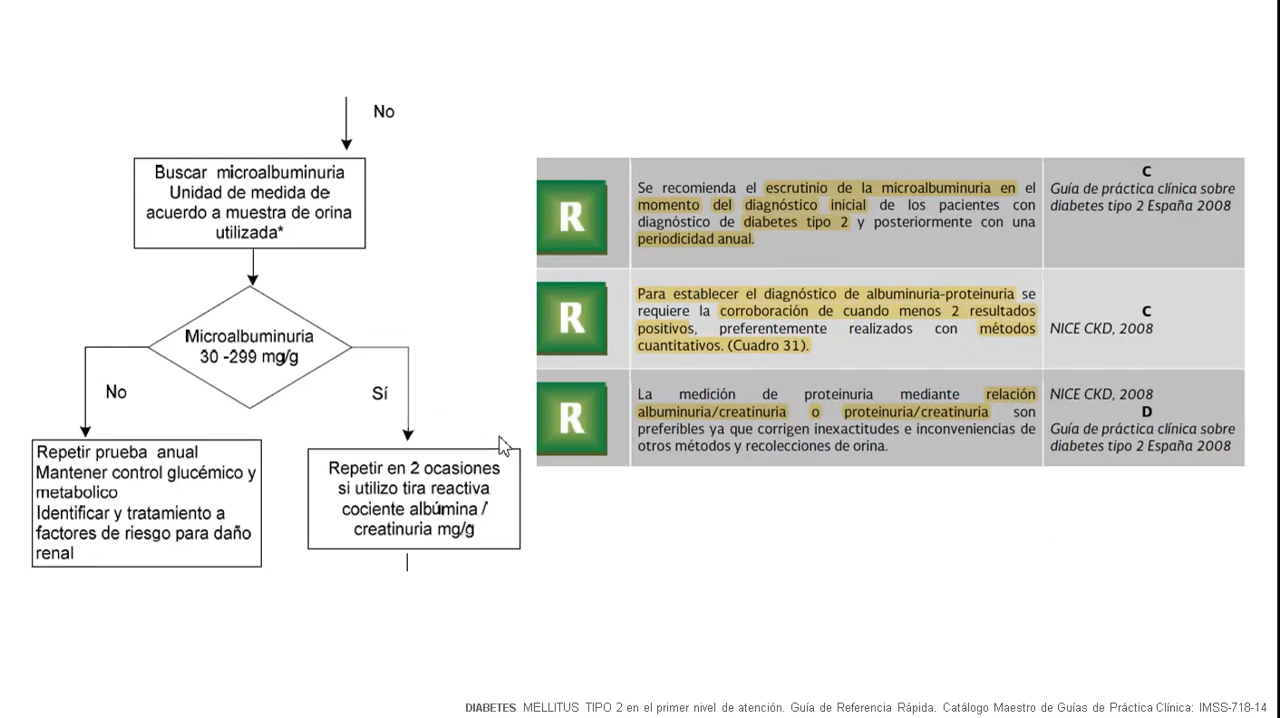 No
Buscar microalbuminuria
Unidad de medida de
acuerdo a muestra de orina
utilizada*
Microalbuminuria
30 -299 mg/g
No
Sí
Repetir prueba anual
Mantener control glucémico y
metabolico
Identificar y tratamiento a
factores de riesgo para daño
renal
Repetir en 2 ocasiones
si utilizo tira reactiva
cociente albúmina /
creatinuria mg/g
R
Se recomienda el escrutinio de la microalbuminuria en el
momento del diagnóstico inicial de los pacientes con
diagnóstico de diabetes tipo 2 y posteriormente con una
periodicidad anual.
C
Guía de práctica clínica sobre
diabetes tipo 2 España 2008
R
Para establecer el diagnóstico de albuminuria-proteinuria se
requiere la corroboración de cuando menos 2 resultados
positivos, preferentemente realizados con métodos
cuantitativos. (Cuadro 31).
C
NICE CKD, 2008
R
La medición de proteinuria mediante relación
albuminuria/creatinuria o proteinuria/creatinuria son
preferibles ya que corrigen inexactitudes e inconveniencias de
otros métodos y recolecciones de orina.
NICE CKD, 2008
D
Guía de práctica clínica sobre
diabetes tipo 2 España 2008
DIABETES MELLITUS TIPO 2 en el primer nivel de atención. Guía de Referencia Rápida. Catálogo Maestro de Guías de Práctica Clínica: IMSS-718-14